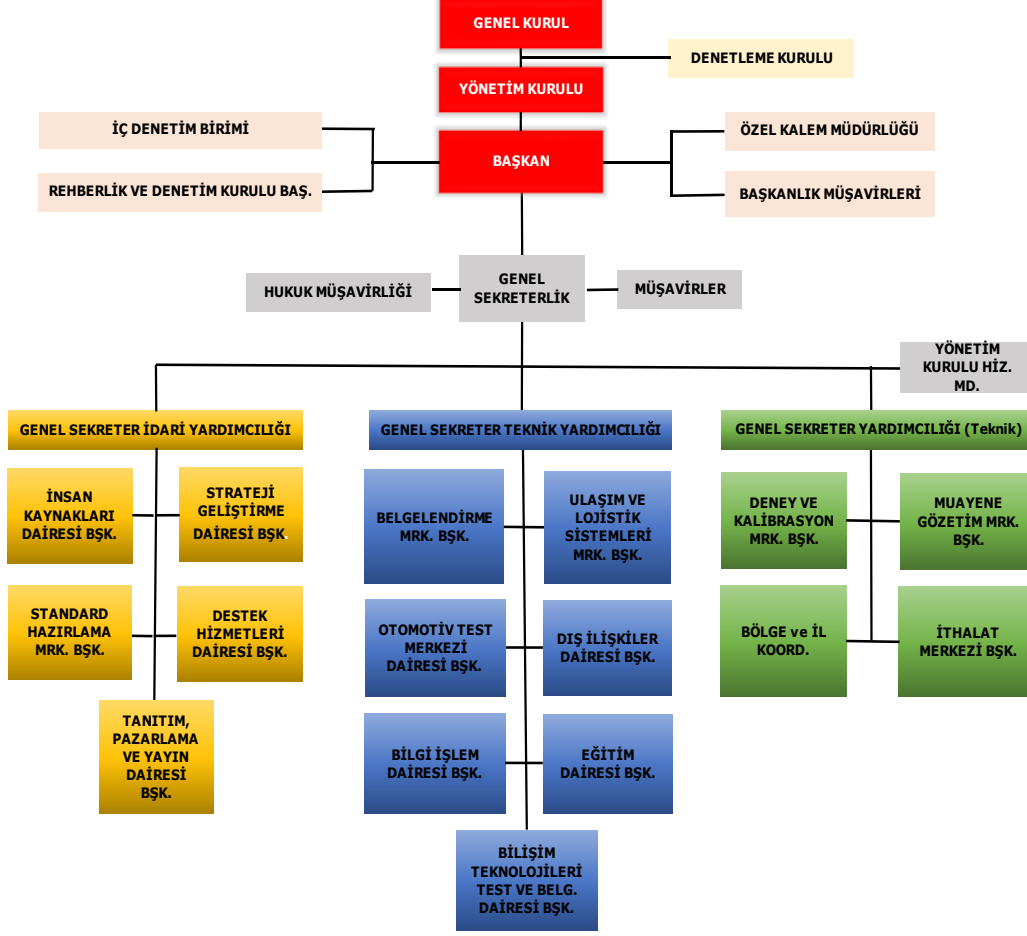 GENEL KURUL
DENETLEME KURULU
YÖNETİM KURULU
İÇ DENETİM BİRİMİ
ÖZEL KALEM MÜDÜRLÜĞÜ
BAŞKAN
REHBERLİK VE DENETİM KURULU BAŞ.
BAŞKANLIK MÜŞAVİRLERİ
HUKUK MÜŞAVİRLİĞİ
GENEL
SEKRETERLİK
MÜŞAVİRLER
YÖNETİM
KURULU HİZ.
MD.
GENEL SEKRETER İDARİ YARDIMCILIĞI
GENEL SEKRETER TEKNİK YARDIMCILIĞI
GENEL SEKRETER YARDIMCILIĞI (Teknik)
İNSAN
KAYNAKLARI
DAİRESİ BŞK.
STRATEJİ
GELİŞTİRME
DAİRESİ BŞK.
STANDARD
HAZIRLAMA
MRK. BŞK.
DESTEK
HİZMETLERİ
DAİRESİ BŞK.
TANITIM,
PAZARLAMA
VE YAYIN
DAİRESİ
BŞK.
BELGELENDİRME
MRK. BŞK.
ULAŞIM VE
LOJİSTİK
SİSTEMLERİ
MRK. BŞK.
OTOMOTİV TEST
MERKEZİ
DAİRESİ BŞK.
DIŞ İLİŞKİLER
DAİRESİ BŞK.
BİLGİ İŞLEM
DAİRESİ BŞK.
EĞİTİM
DAİRESİ BŞK.
BİLİŞİM
TEKNOLOJİLERİ
TEST VE BELG.
DAİRESİ BŞK.
DENEY VE
KALİBRASYON
MRK. BŞK.
MUAYENE
GÖZETİM MRK.
BŞK.
BÖLGE ve İL
KOORD.
İTHALAT
MERKEZİ BŞK.